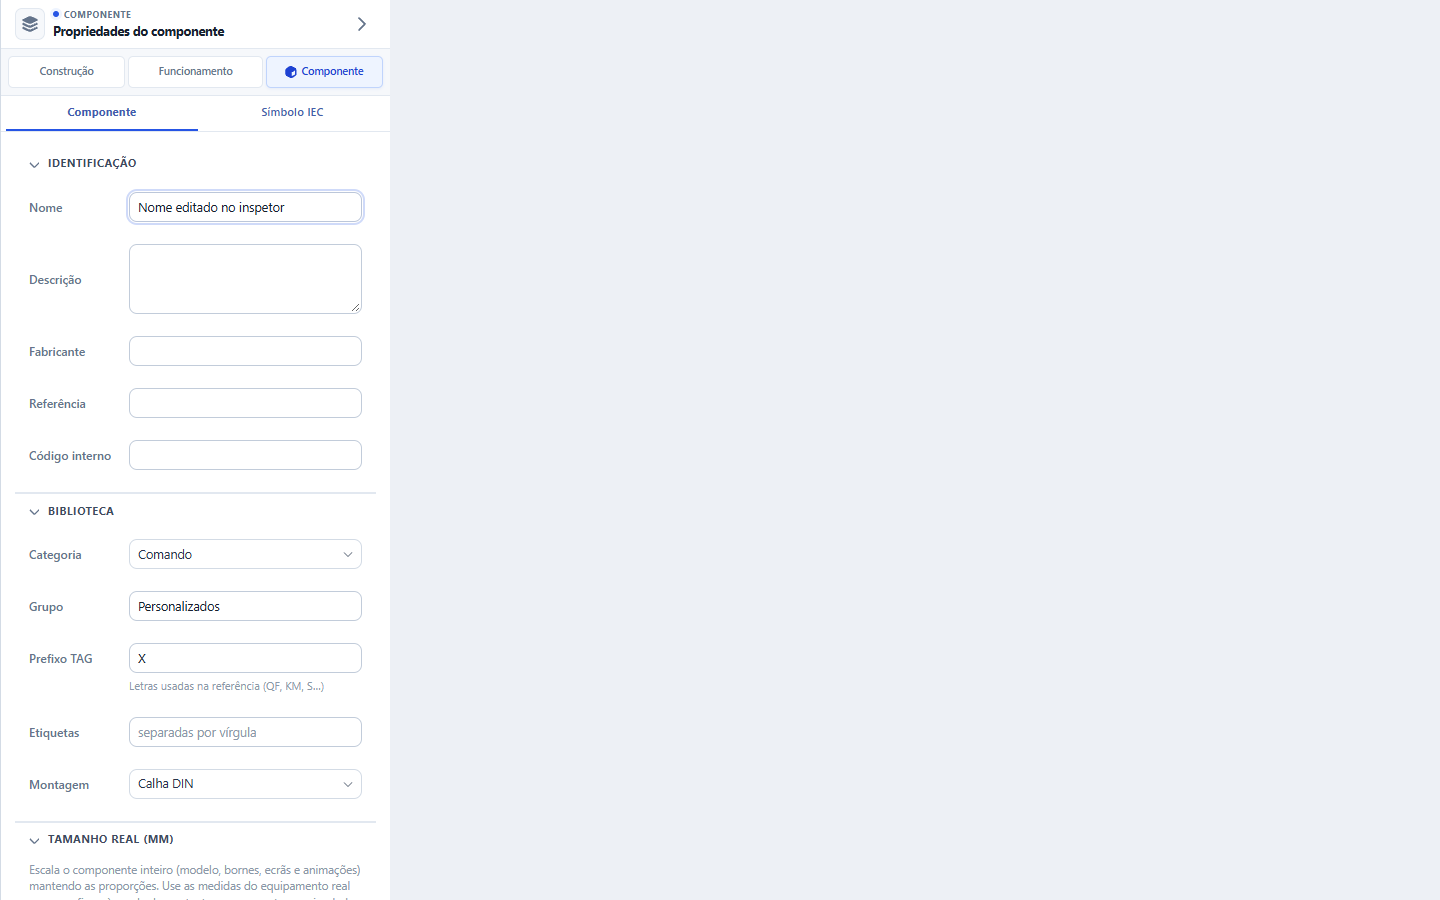 COMPONENTE
Propriedades do componente
Construção
Funcionamento
Componente
Componente
Símbolo IEC
IDENTIFICAÇÃO
Nome
Nome editado no inspetor
Descrição
Fabricante
Referência
Código interno
BIBLIOTECA
Categoria
Comando
Grupo
Personalizados
Prefixo TAG
X
Letras usadas na referência (QF, KM, S...)
Etiquetas
separadas por vírgula
Montagem
Calha DIN
TAMANHO REAL (MM)
Escala o componente inteiro (modelo, bornes, ecrãs e animações)
mantendo as proporções. Use as medidas do equipamento real